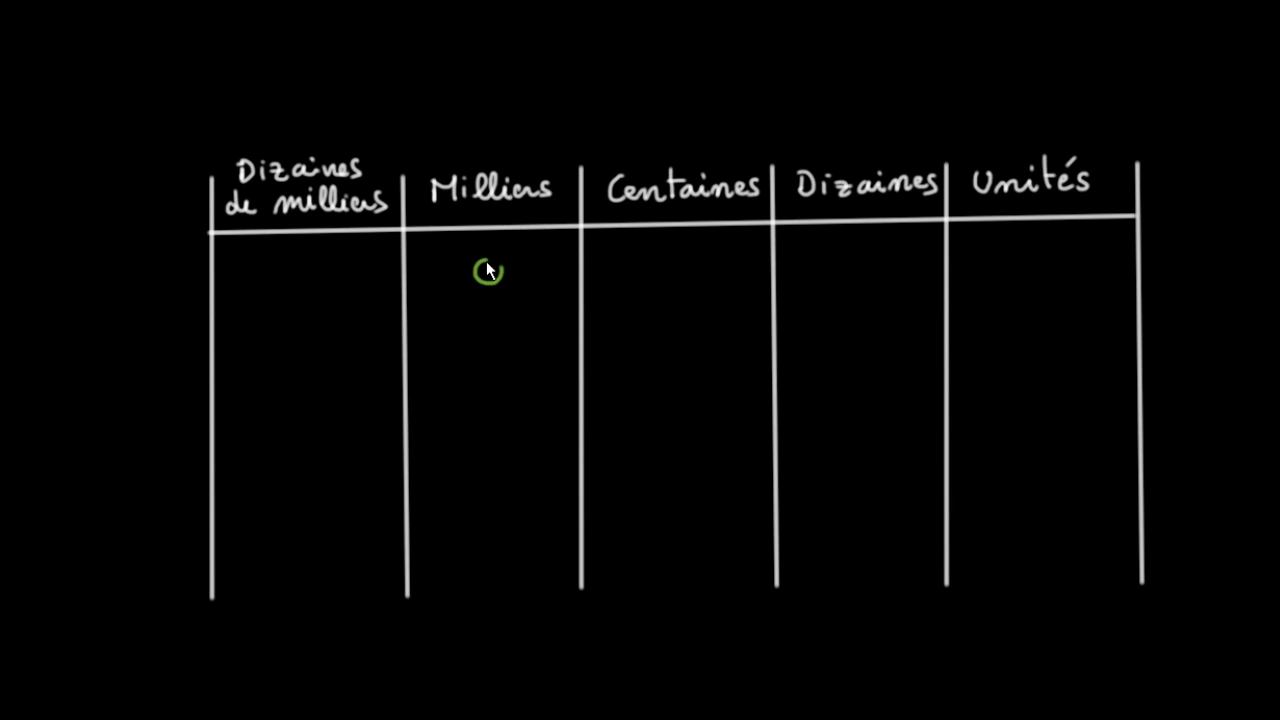 Dizaines
de milliers
Milliers
Centaines
Dizaines
Unités